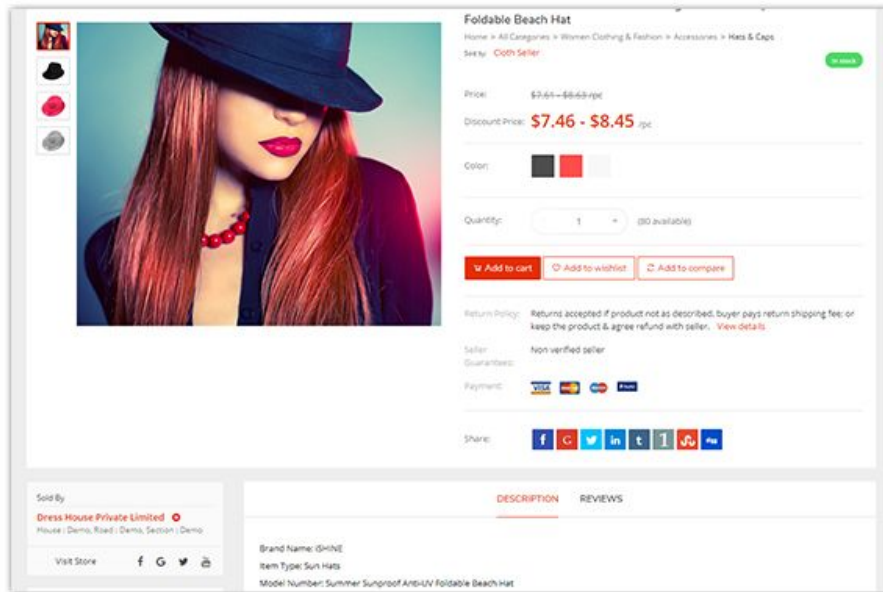 Foldable Beach Hat
Home > All Categories > Women Clothing & Fashion > Accessories > Hats & Caps
Sold by: Cloth Seller
In stock
Price: $7.61 - $8.63 /pc
Discount Price: $7.46 - $8.45 /pc
Color:
Quantity: - 1 + (80 available)
Add to cart Add to wishlist Add to compare
Return Policy: Returns accepted if product not as described, buyer pays return shipping fee; or
keep the product & agree refund with seller. View details
Seller Non verified seller
Guarantees:
Payment: VISA
Share: f G in t 1
Sold By
DESCRIPTION REVIEWS
Dress House Private Limited
House : Demo, Road : Demo, Section : Demo
Visit Store f G
Brand Name: iSHINE
Item Type: Sun Hats
Model Number: Summer Sunproof Anti-UV Foldable Beach Hat